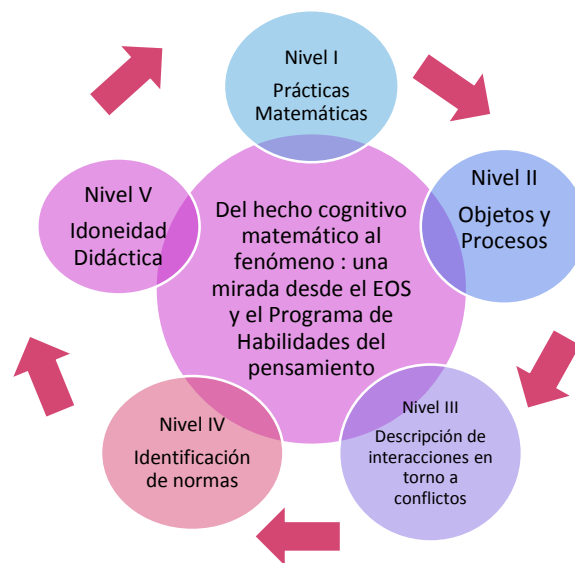 Nivel I
Prácticas
Matemáticas
Nivel II
Objetos y
Procesos
Nivel III
Descripción de
interacciones en
torno a
conflictos
Nivel IV
Identificación
de normas
Nivel V
Idoneidad
Didáctica
Del hecho cognitivo
matemático al
fenómeno : una
mirada desde el EOS
y el Programa de
Habilidades del
pensamiento